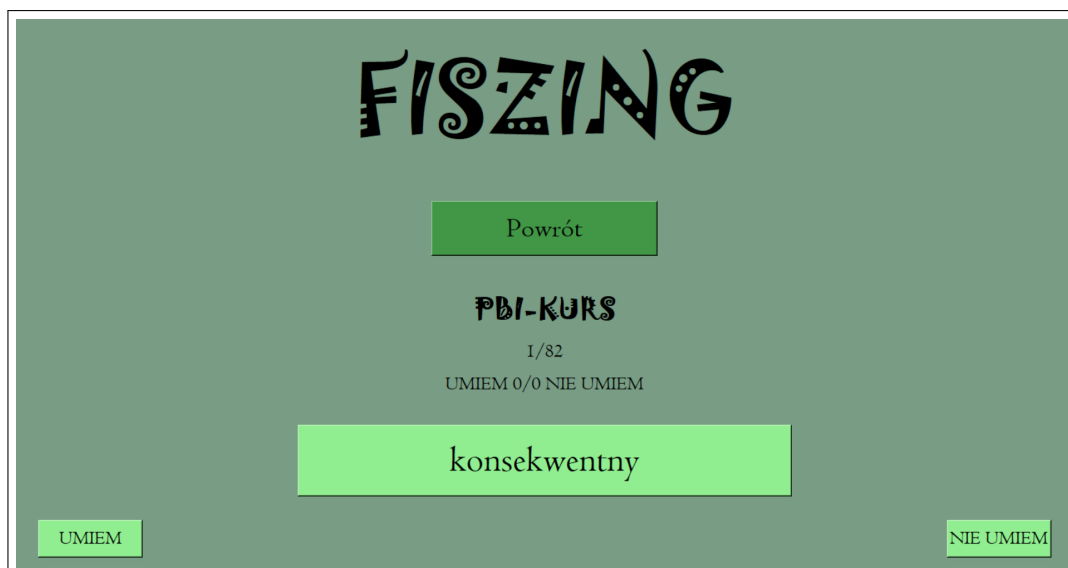 FISZING
Powrót
PBI-KURS
1/82
UMIEM 0/0 NIE UMIEM
konsekwentny
UMIEM
NIE UMIEM